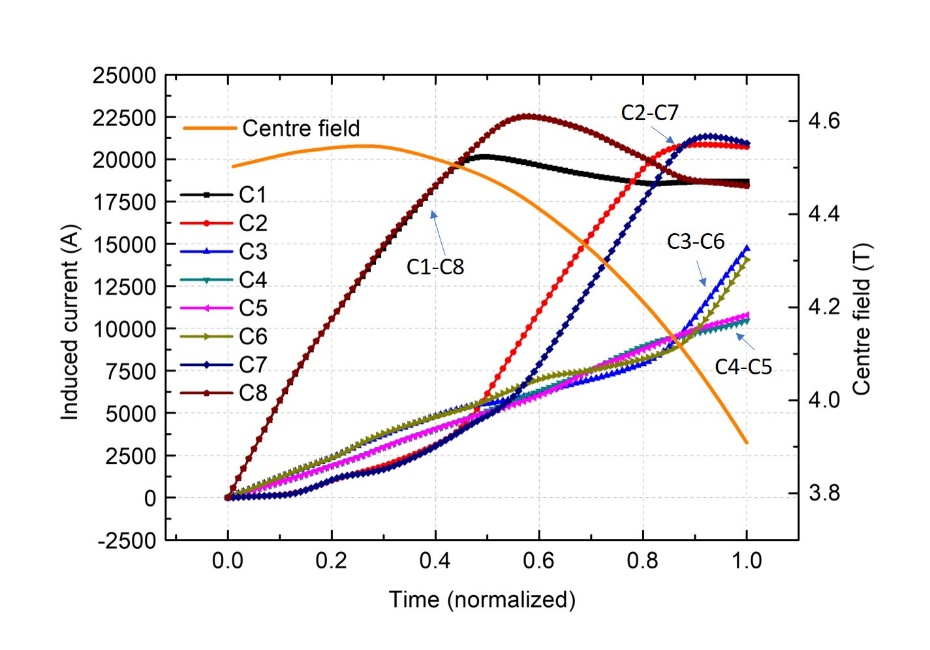 25000
22500
20000
17500
15000
12500
10000
7500
5000
2500
0
-2500
Induced current (A)
Centre field
C1
C2
C3
C4
C5
C6
C7
C8
C2-C7
C1-C8
C3-C6
C4-C5
4.6
4.4
4.2
4.0
3.8
Centre field (T)
0.0 0.2 0.4 0.6 0.8 1.0
Time (normalized)